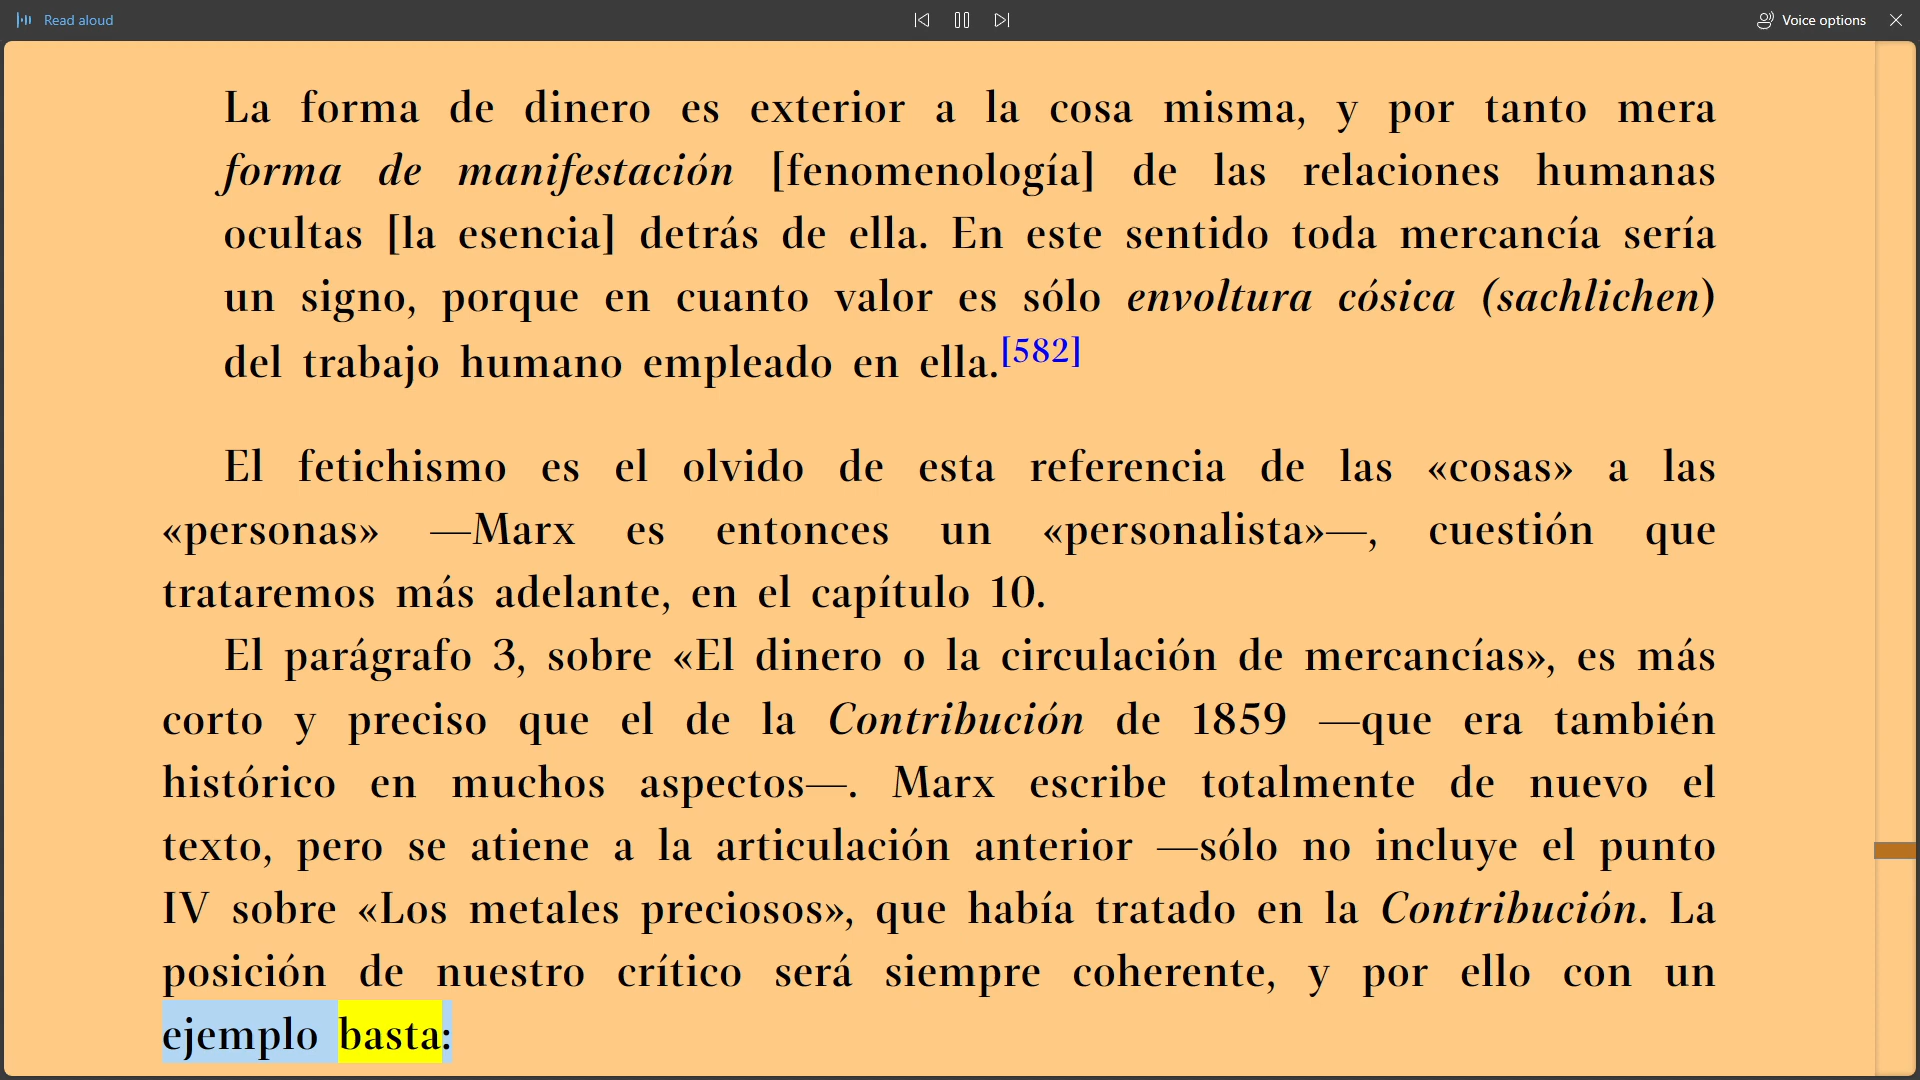 Read aloud
Voice options
La forma de dinero es exterior a la cosa misma, y por tanto mera
forma de manifestación [fenomenología] de las relaciones humanas
ocultas [la esencia] detrás de ella. En este sentido toda mercancía sería
un signo, porque en cuanto valor es sólo envoltura cósica (sachlichen)
del trabajo humano empleado en ella.[582]
El fetichismo es el olvido de esta referencia de las «cosas» a las
«personas» —Marx es entonces un «personalista»—, cuestión que
trataremos más adelante, en el capítulo 10.
El parágrafo 3, sobre «El dinero o la circulación de mercancías», es más
corto y preciso que el de la Contribución de 1859 —que era también
histórico en muchos aspectos—. Marx escribe totalmente de nuevo el
texto, pero se atiene a la articulación anterior —sólo no incluye el punto
IV sobre «Los metales preciosos», que había tratado en la Contribución. La
posición de nuestro crítico será siempre coherente, y por ello con un
ejemplo basta: